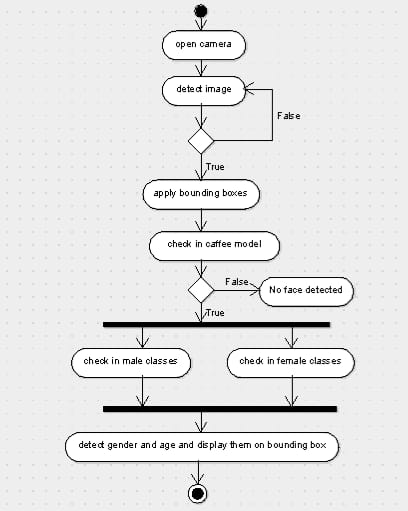 open camera
detect image
False
True
apply bounding boxes
check in caffee model
False
No face detected
True
check in male classes
check in female classes
detect gender and age and display them on bounding box